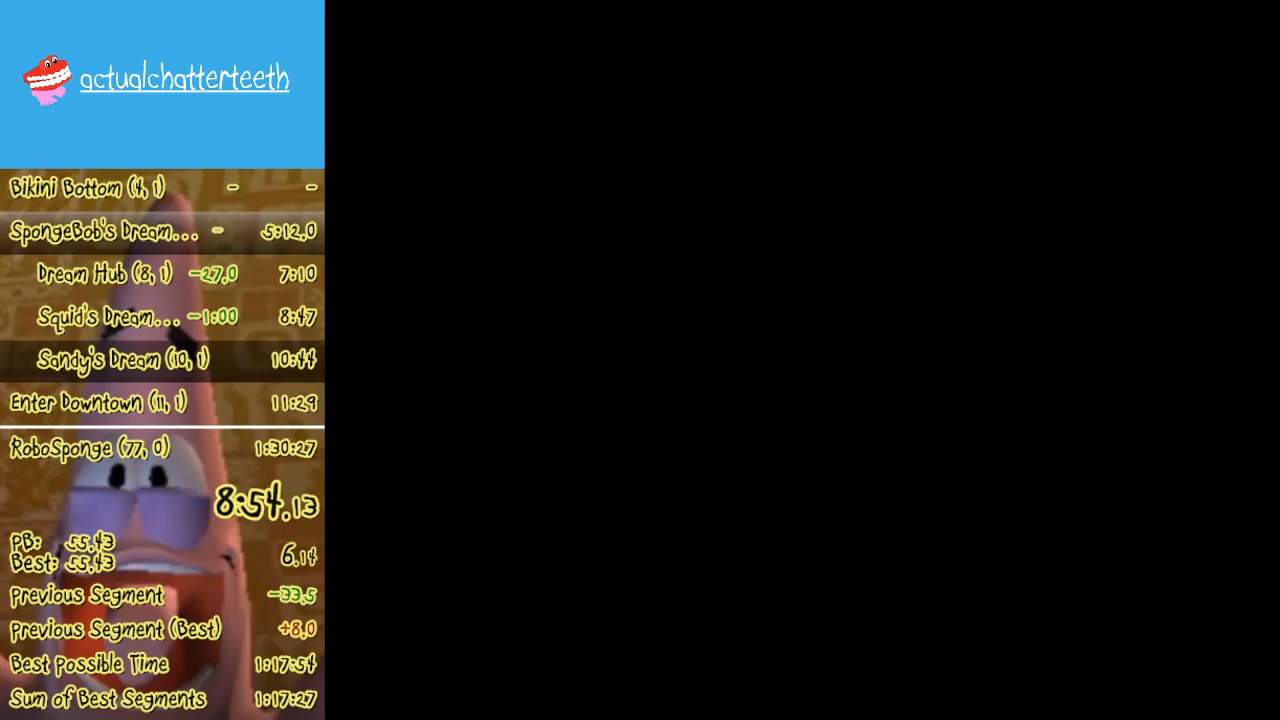 actualchatterteeth
Bikini Bottom (4, 1) - -
SpongeBob's Dream... - 5:12.0
Dream Hub (8, 1) -27.0 7:10
Squid's Dream... -1:00 8:47
Sandy's Dream (10, 1) 10:44
Enter Downtown (11, 1) 11:29
RoboSponge (77, 0) 1:30:27
8:54.13
PB: 55.43
Best: 55.43 6.14
Previous Segment -33.5
Previous Segment (Best) +8.0
Best Possible Time 1:17:54
Sum of Best Segments 1:17:27